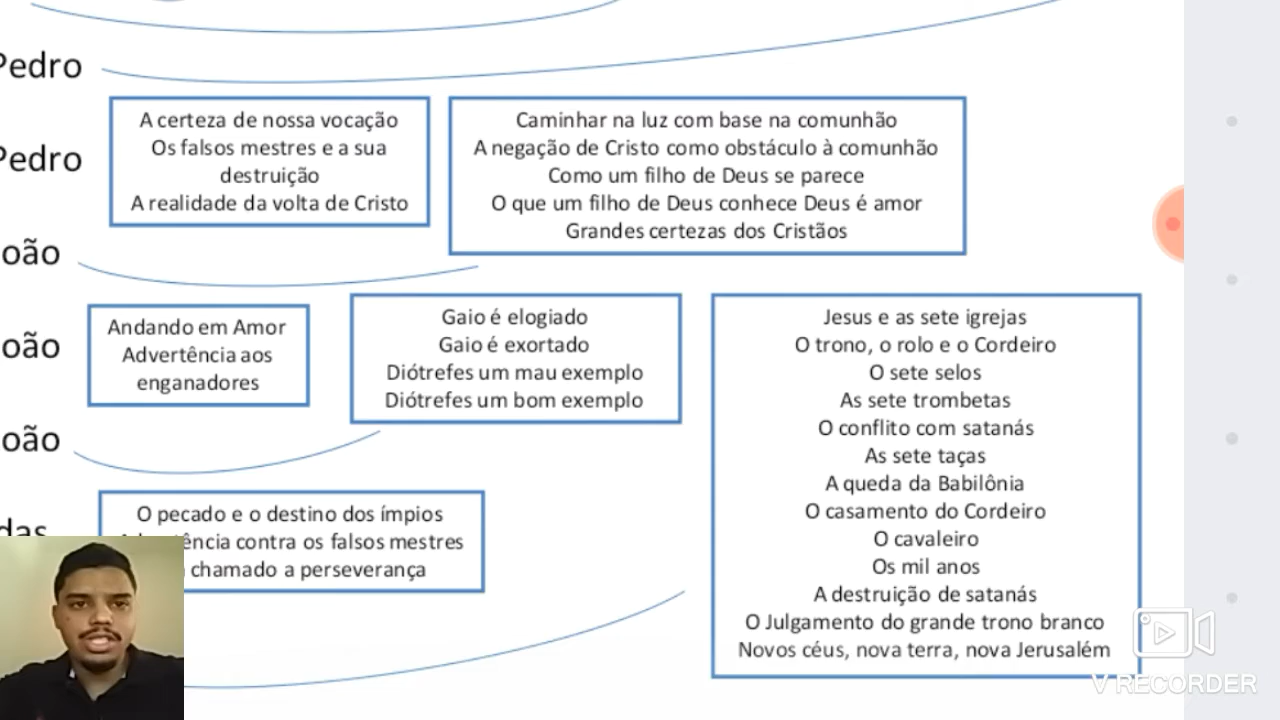 Pedro
A certeza de nossa vocação
Os falsos mestres e a sua
destruição
A realidade da volta de Cristo
Caminhar na luz com base na comunhão
A negação de Cristo como obstáculo à comunhão
Como um filho de Deus se parece
O que um filho de Deus conhece Deus é amor
Grandes certezas dos Cristãos
Pedro
oão
Andando em Amor
Advertência aos
enganadores
Gaio é elogiado
Gaio é exortado
Diótrefes um mau exemplo
Diótrefes um bom exemplo
Jesus e as sete igrejas
O trono, o rolo e o Cordeiro
O sete selos
As sete trombetas
O conflito com satanás
As sete taças
A queda da Babilônia
O casamento do Cordeiro
O cavaleiro
Os mil anos
A destruição de satanás
O Julgamento do grande trono branco
Novos céus, nova terra, nova Jerusalém
oão
oão
das
O pecado e o destino dos ímpios
contra os falsos mestres
chamado a perseverança
V RECORDER